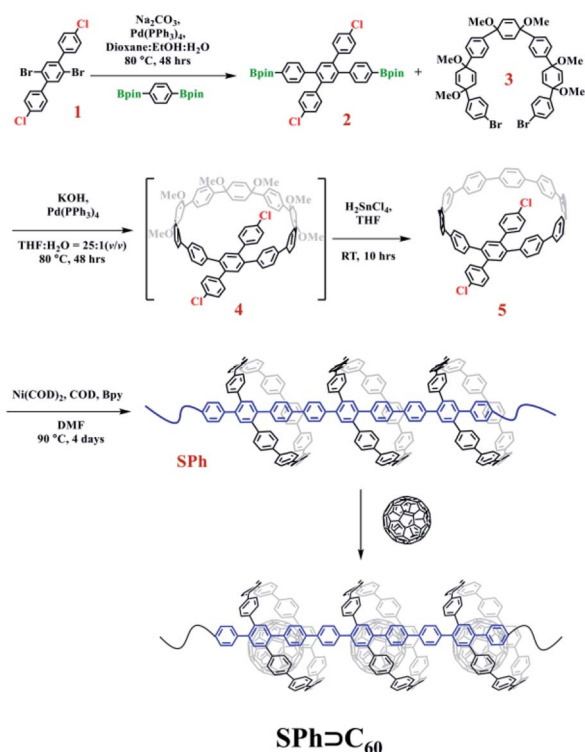 Na₂CO₃,
Pd(PPh₃)₄,
Dioxane:EtOH:H₂O
80 °C, 48 hrs
Bpin Bpin
Cl
Br Br
Cl
1
Cl
Bpin Bpin
Cl
2
+
OMe
OMe
MeO
OMe
MeO
OMe
Br Br
3
KOH,
Pd(PPh₃)₄
THF:H₂O = 25:1(v/v)
80 °C, 48 hrs
MeO OMe
MeO OMe
MeO OMe
Cl
Cl
4
H₂SnCl₄,
THF
RT, 10 hrs
Cl
Cl
5
Ni(COD)₂, COD, Bpy
DMF
90 °C, 4 days
SPh
SPh⊃C₆₀